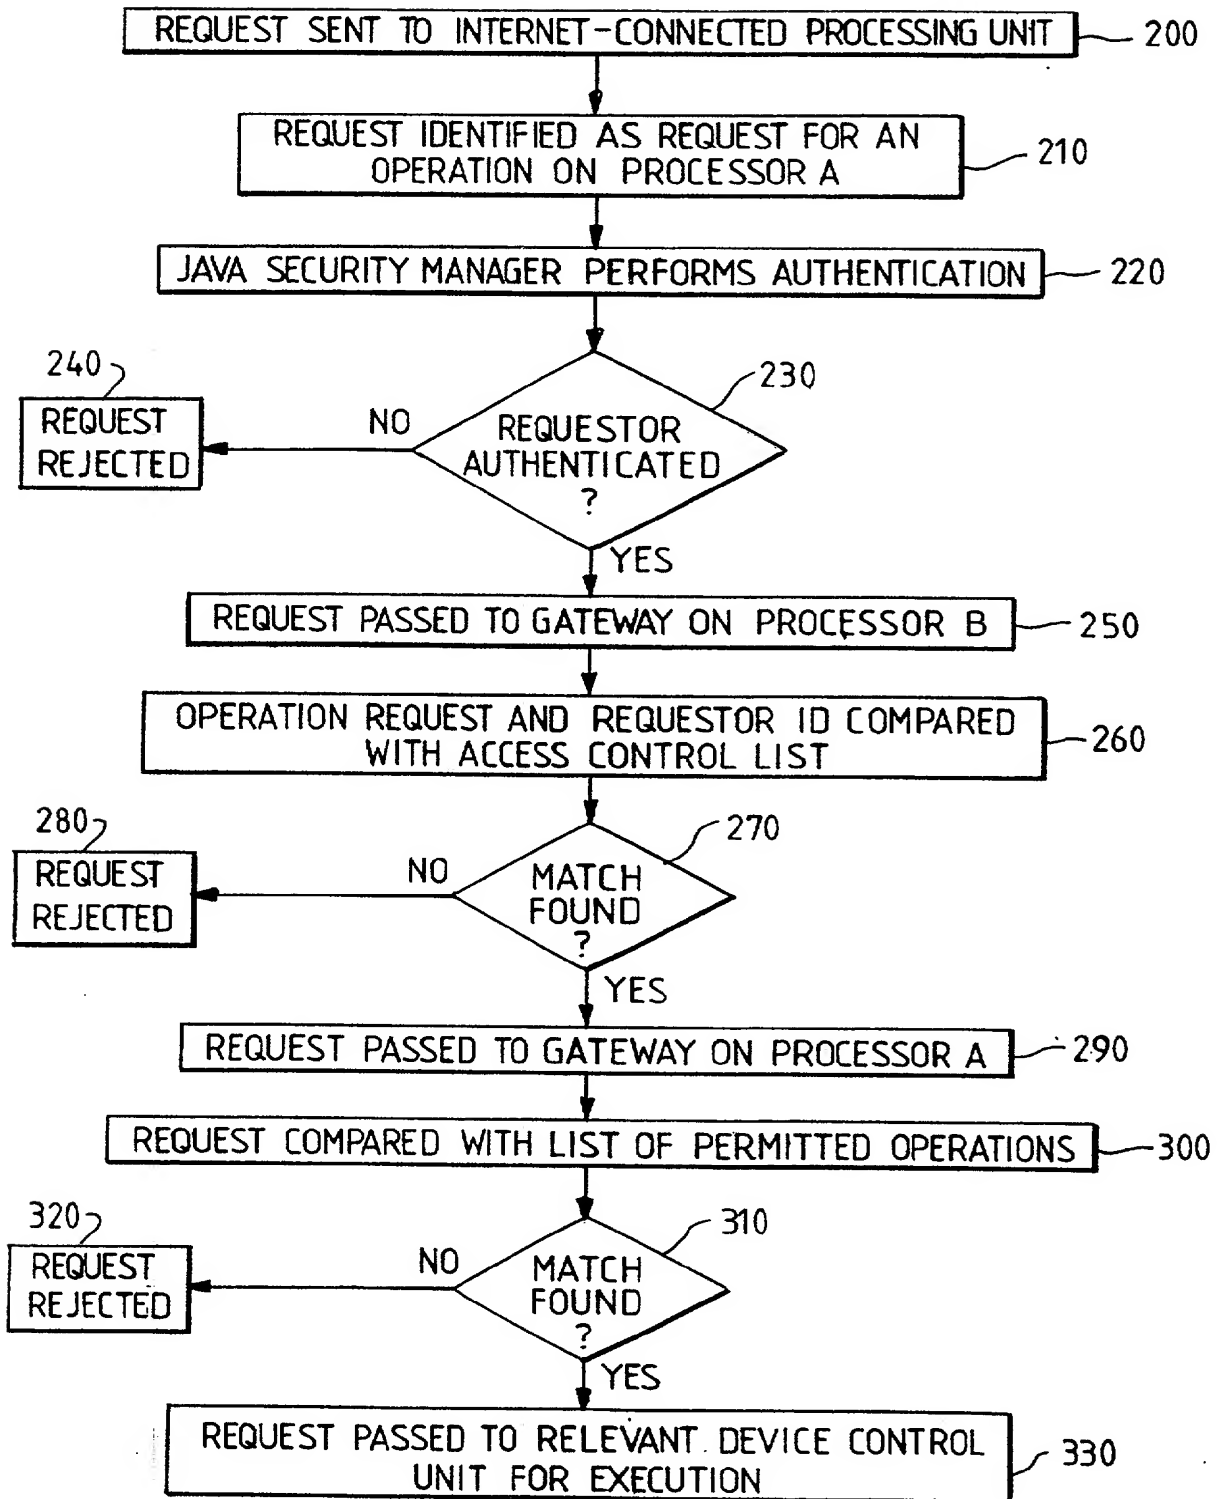 REQUEST SENT TO INTERNET-CONNECTED PROCESSING UNIT
200
REQUEST IDENTIFIED AS REQUEST FOR AN
OPERATION ON PROCESSOR A
210
JAVA SECURITY MANAGER PERFORMS AUTHENTICATION
220
240
REQUEST
REJECTED
NO
230
REQUESTOR
AUTHENTICATED
?
YES
REQUEST PASSED TO GATEWAY ON PROCESSOR B
250
OPERATION REQUEST AND REQUESTOR ID COMPARED
WITH ACCESS CONTROL LIST
260
280
REQUEST
REJECTED
NO
270
MATCH
FOUND
?
YES
REQUEST PASSED TO GATEWAY ON PROCESSOR A
290
REQUEST COMPARED WITH LIST OF PERMITTED OPERATIONS
300
320
REQUEST
REJECTED
NO
310
MATCH
FOUND
?
YES
REQUEST PASSED TO RELEVANT DEVICE CONTROL
UNIT FOR EXECUTION
330